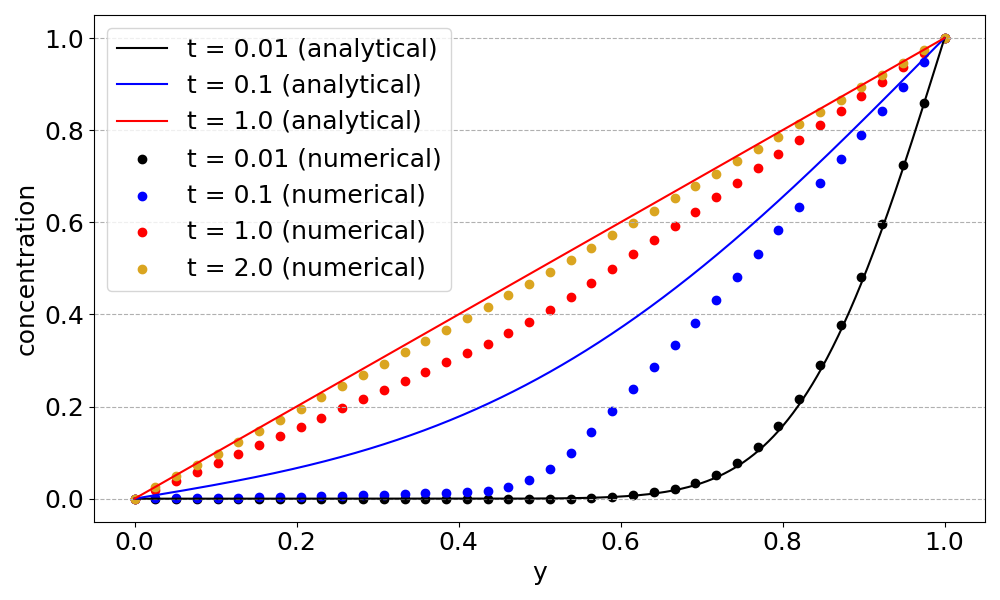 t = 0.01 (analytical)
t = 0.1 (analytical)
t = 1.0 (analytical)
t = 0.01 (numerical)
t = 0.1 (numerical)
t = 1.0 (numerical)
t = 2.0 (numerical)
concentration
1.0
0.8
0.6
0.4
0.2
0.0
0.0 0.2 0.4 0.6 0.8 1.0
y